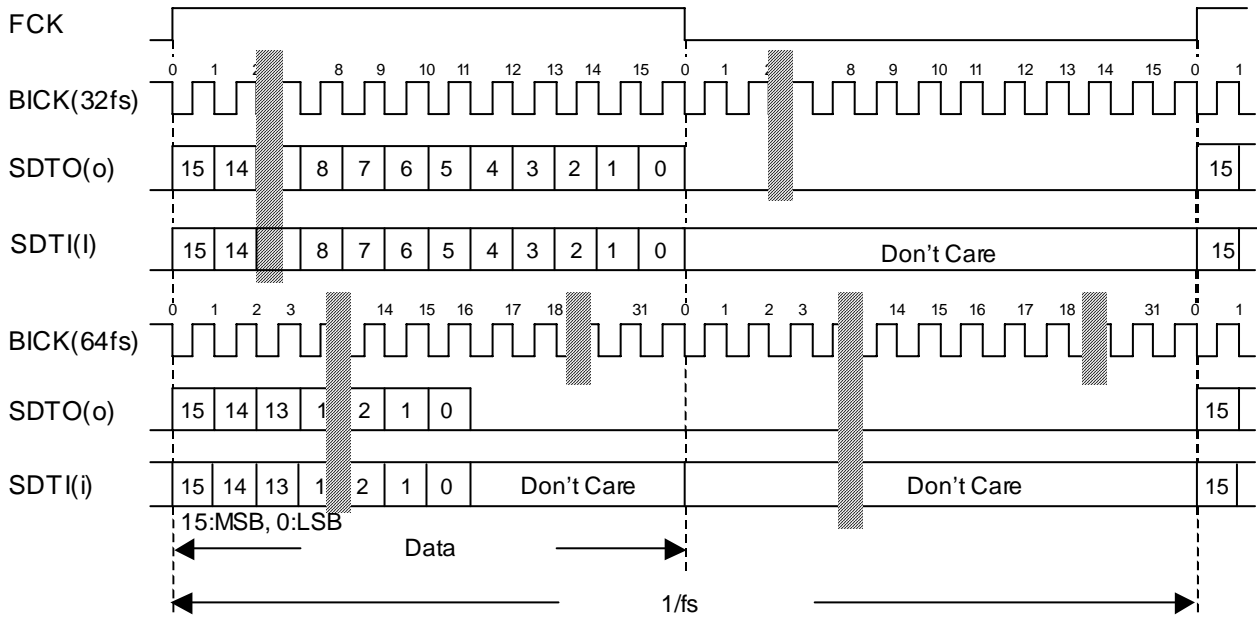 FCK
0 1 2 8 9 10 11 12 13 14 15 0 1 2 8 9 10 11 12 13 14 15 0 1
BICK(32fs)
SDTO(o) 15 14 8 7 6 5 4 3 2 1 0 15
SDTI(I) 15 14 8 7 6 5 4 3 2 1 0 Don't Care 15
0 1 2 3 14 15 16 17 18 31 0 1 2 3 14 15 16 17 18 31 0 1
BICK(64fs)
SDTO(o) 15 14 13 1 2 1 0 15
SDTI(i) 15 14 13 1 2 1 0 Don't Care Don't Care 15
15:MSB, 0:LSB
Data
1/fs